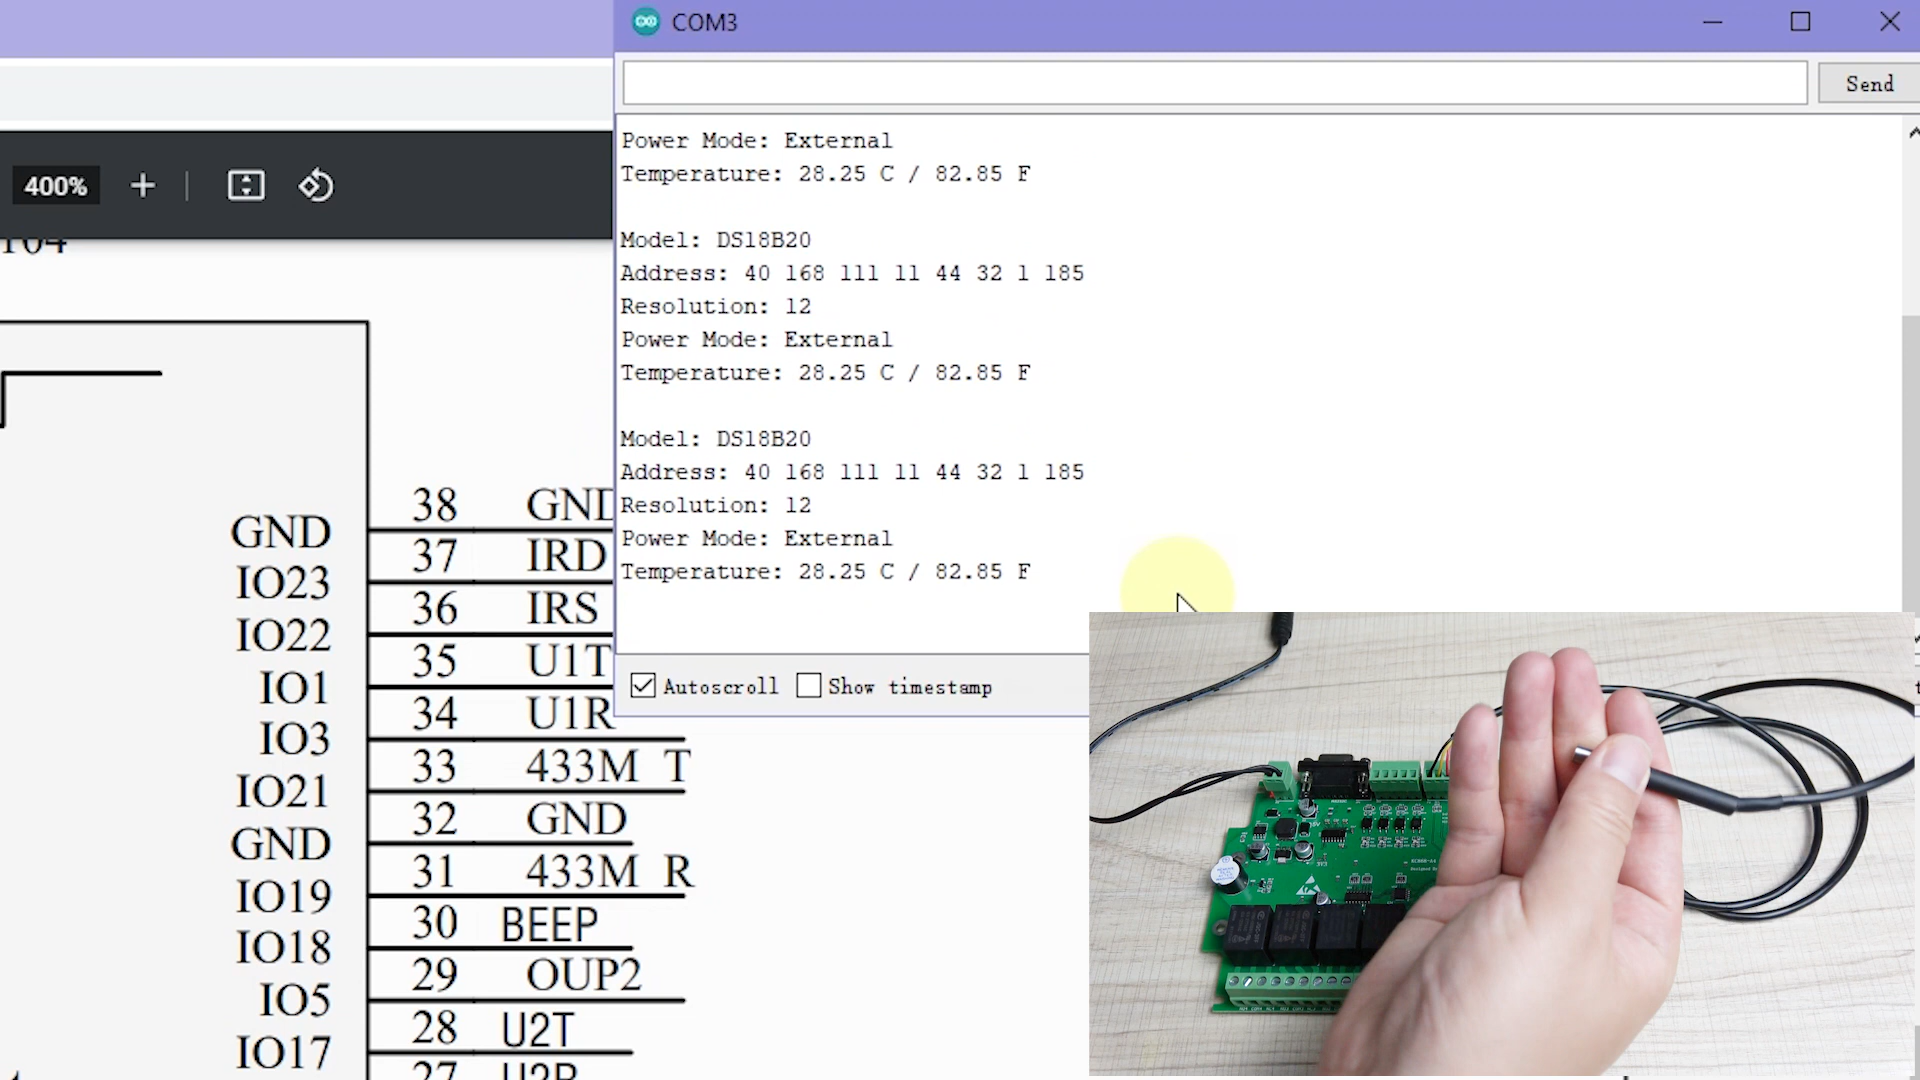 COM3
Send
400%
Power Mode: External
Temperature: 28.25 C / 82.85 F
Model: DS18B20
Address: 40 168 111 11 44 32 1 185
Resolution: 12
Power Mode: External
Temperature: 28.25 C / 82.85 F
Model: DS18B20
Address: 40 168 111 11 44 32 1 185
Resolution: 12
Power Mode: External
Temperature: 28.25 C / 82.85 F
Autoscroll
Show timestamp
GND 38 GND
IO23 37 IRD
IO22 36 IRS
IO1 35 U1T
IO3 34 U1R
IO21 33 433M T
GND 32 GND
IO19 31 433M R
IO18 30 BEEP
IO5 29 OUP2
IO17 28 U2T
27 U2R